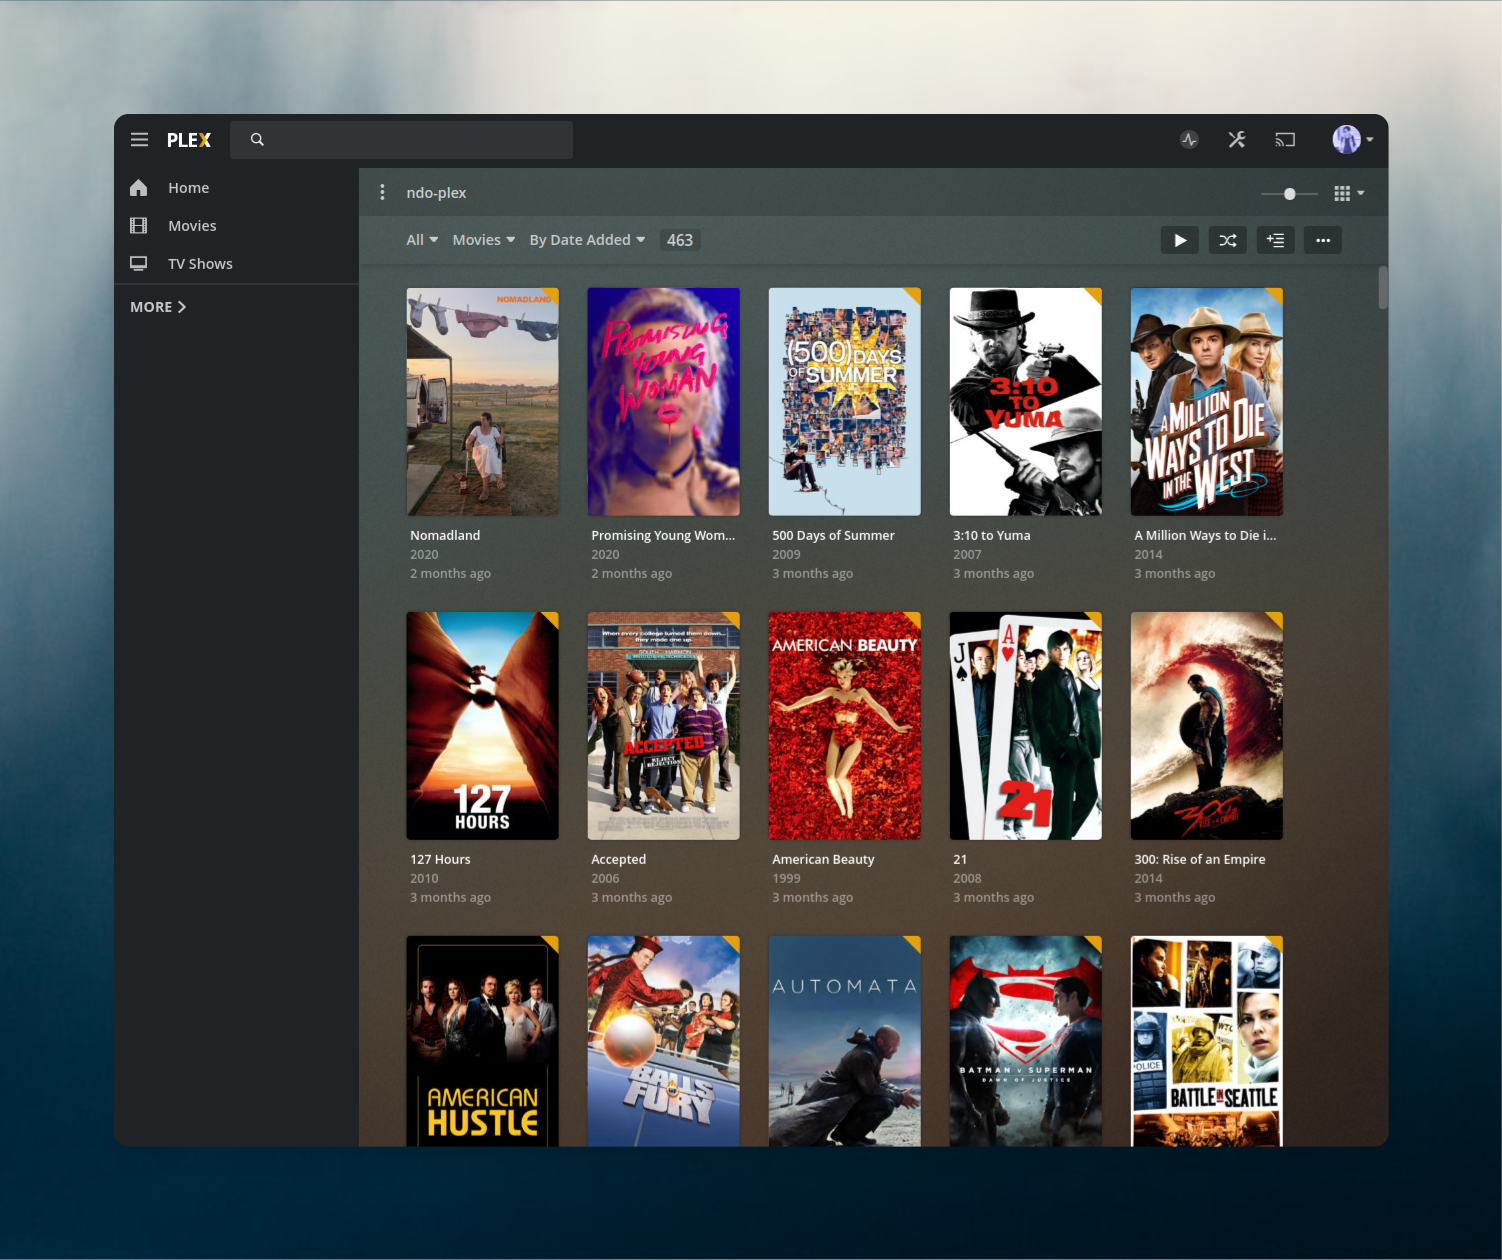 PLEX
Home
Movies
TV Shows
MORE
ndo-plex
All Movies By Date Added 463
NOMADLAND
PROMISING
YOUNG
WOMAN
(500) DAYS
OF SUMMER
3:10
TO
YUMA
A MILLION
WAYS TO DIE
IN THE WEST
Nomadland
2020
2 months ago
Promising Young Wom...
2020
2 months ago
500 Days of Summer
2009
3 months ago
3:10 to Yuma
2007
3 months ago
A Million Ways to Die i...
2014
3 months ago
127
HOURS
When every college turned them down...
they made one up.
SOUTH HARMON
ACCEPTED
REJECT
REJECTION
AMERICAN BEAUTY
J
A
21
300
127 Hours
2010
3 months ago
Accepted
2006
3 months ago
American Beauty
1999
3 months ago
21
2008
3 months ago
300: Rise of an Empire
2014
3 months ago
AMERICAN
HUSTLE
BALLS
OF
FURY
AUTOMATA
BATMAN v SUPERMAN
DAWN OF JUSTICE
POLICE
WTO
BATTLE IN SEATTLE